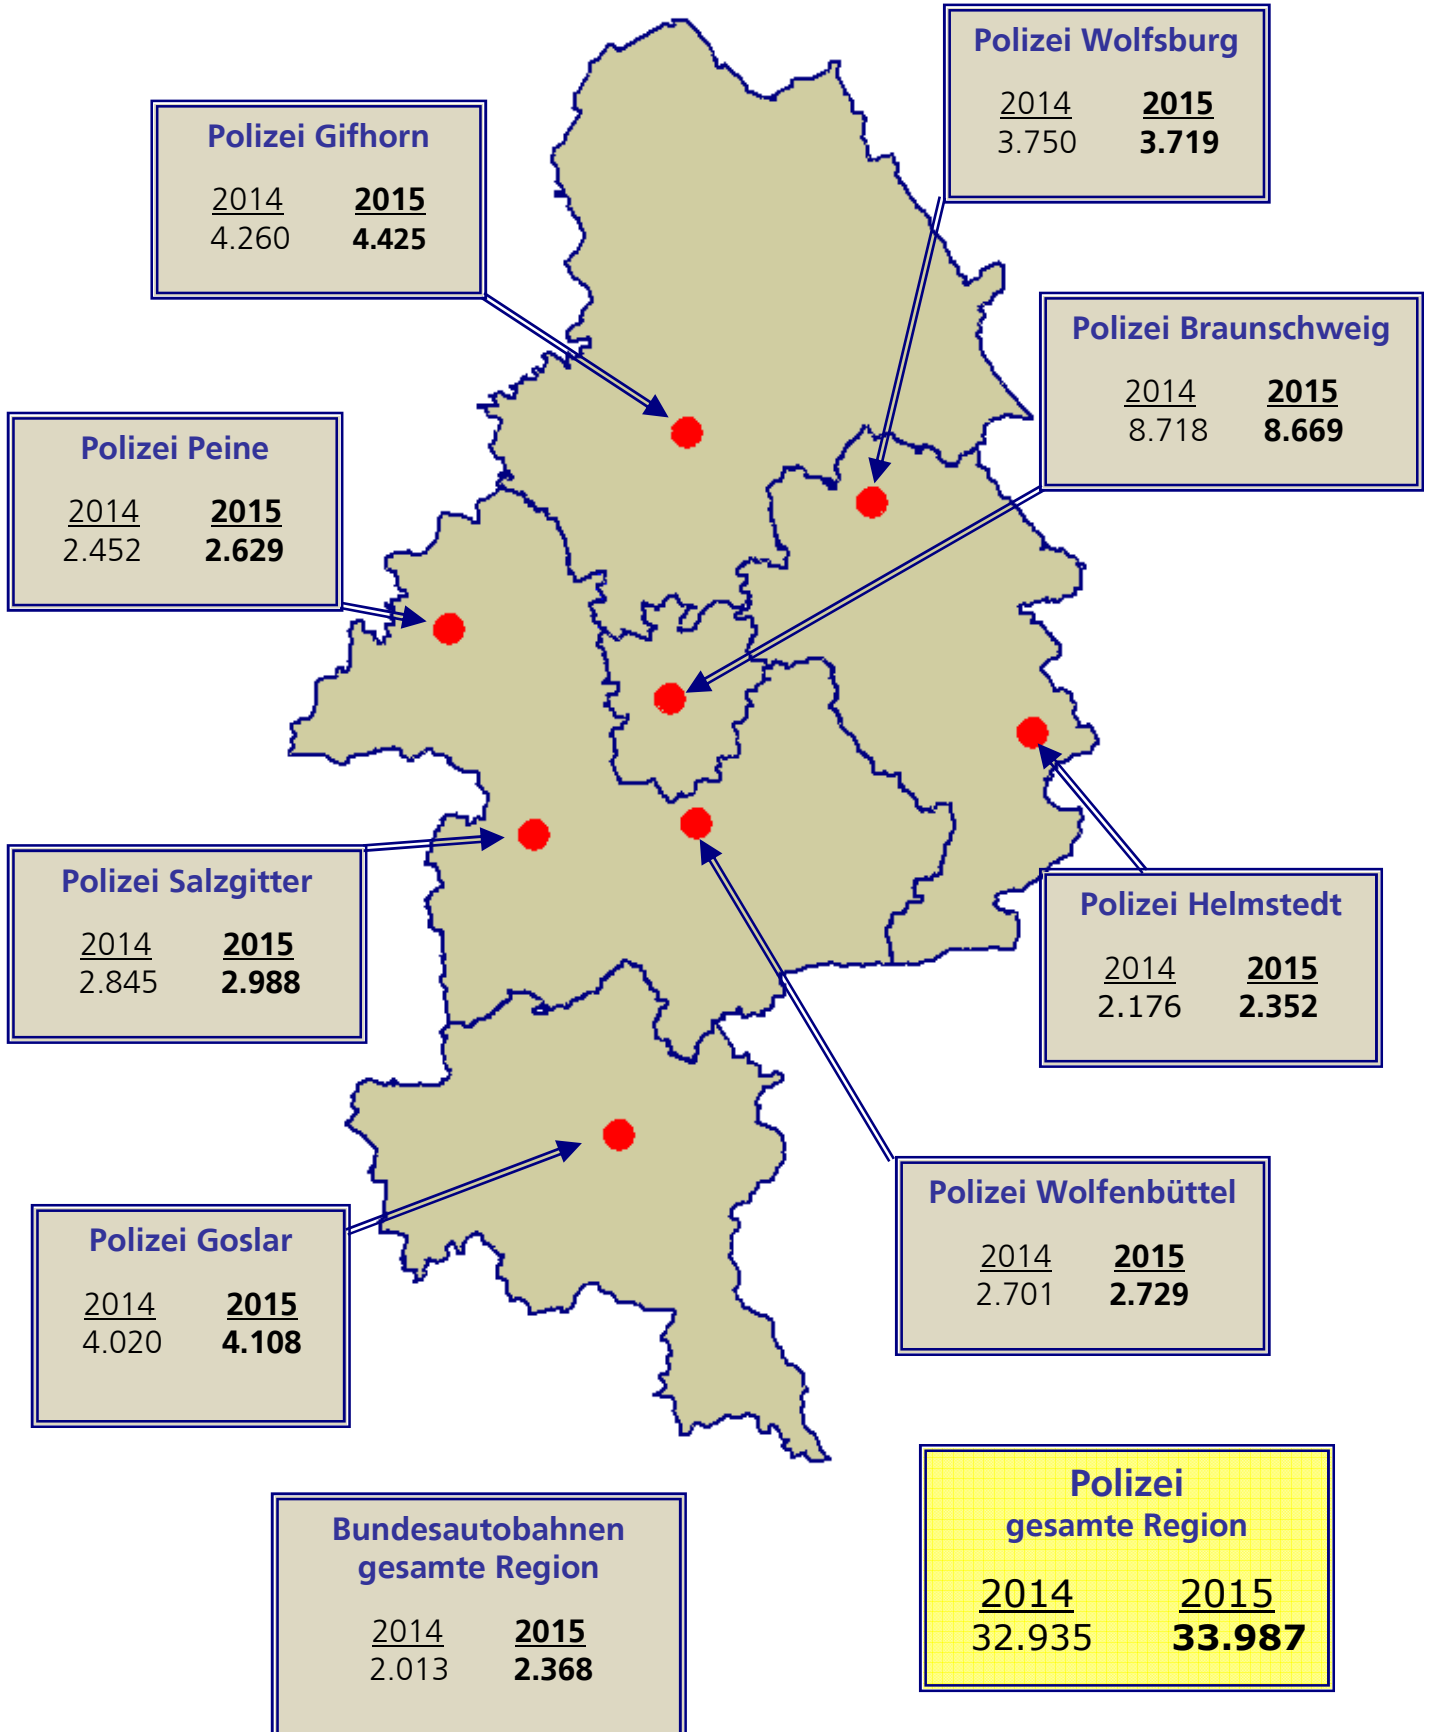 Polizei Wolfsburg
2014 2015
3.750 3.719
Polizei Gifhorn
2014 2015
4.260 4.425
Polizei Braunschweig
2014 2015
8.718 8.669
Polizei Peine
2014 2015
2.452 2.629
Polizei Salzgitter
2014 2015
2.845 2.988
Polizei Helmstedt
2014 2015
2.176 2.352
Polizei Wolfenbüttel
2014 2015
2.701 2.729
Polizei Goslar
2014 2015
4.020 4.108
Bundesautobahnen
gesamte Region
2014 2015
2.013 2.368
Polizei
gesamte Region
2014 2015
32.935 33.987